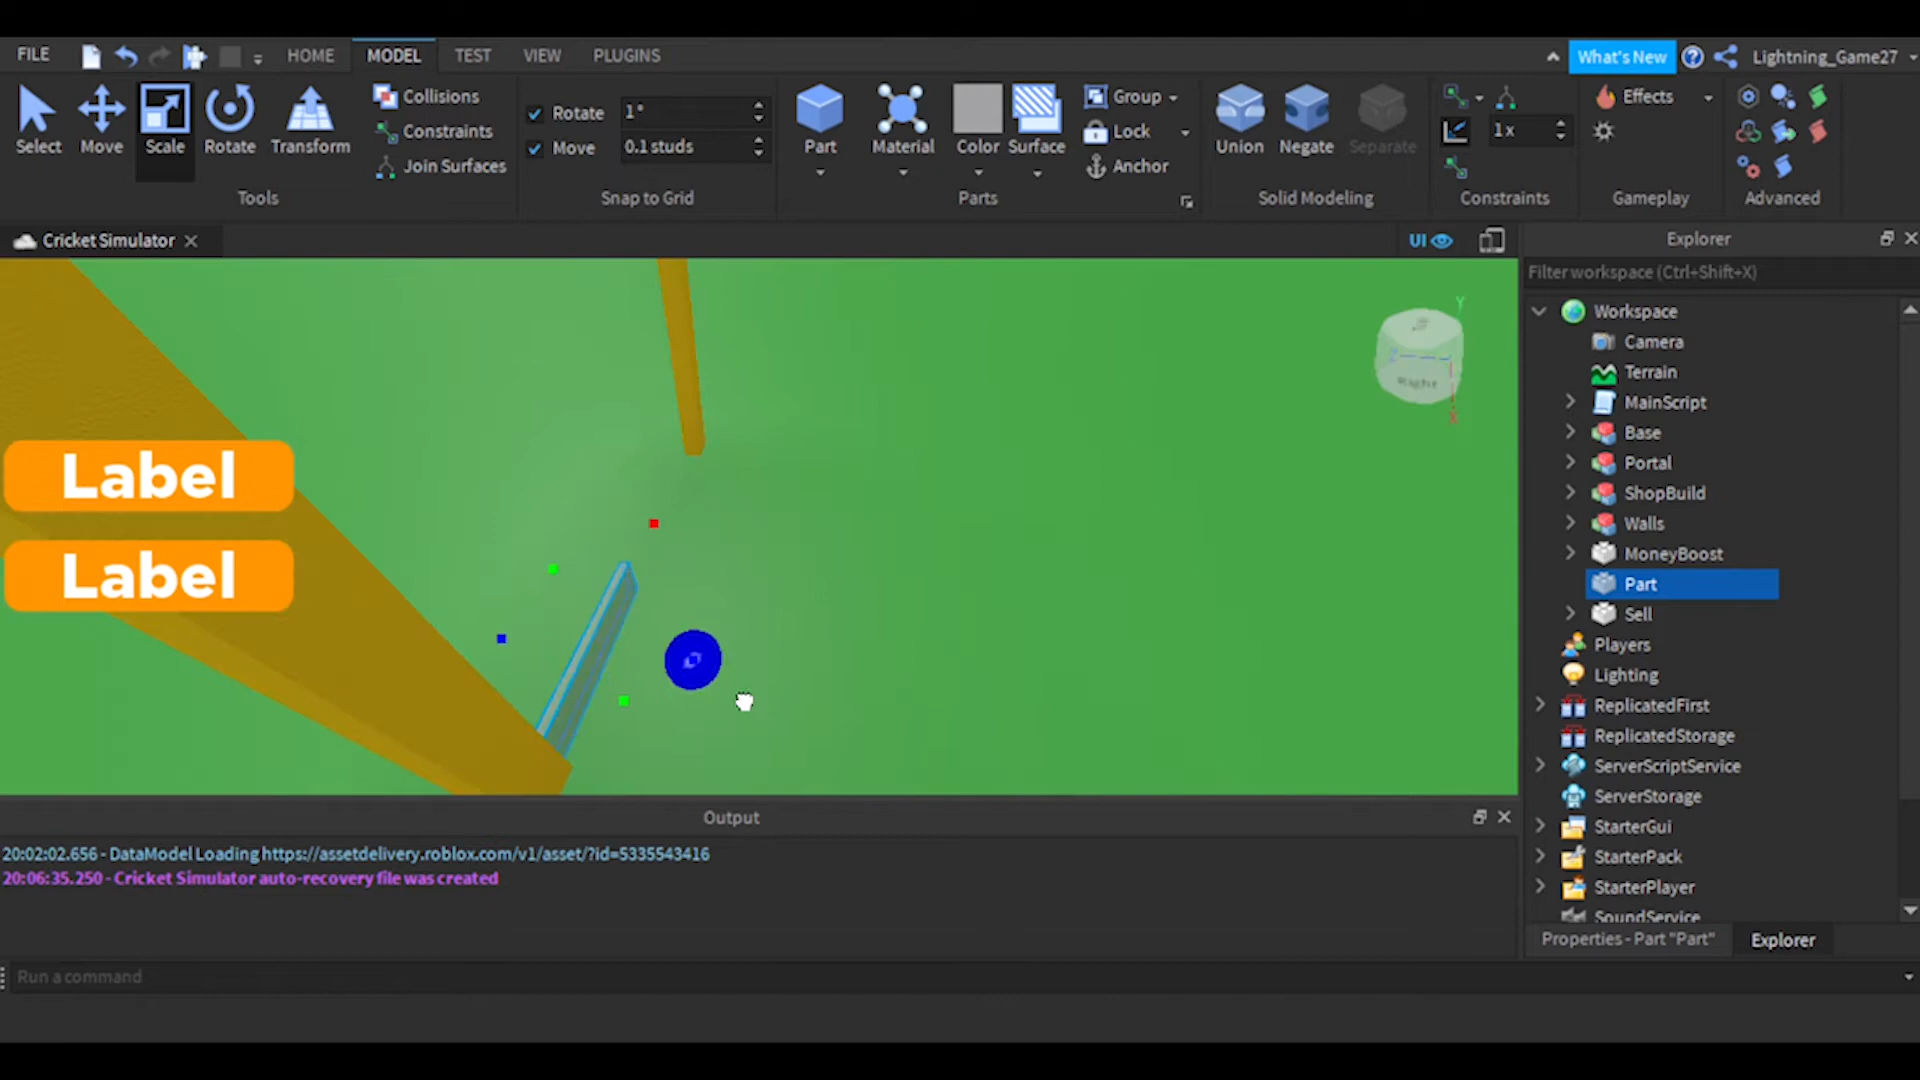 FILE HOME MODEL TEST VIEW PLUGINS What's New Lightning_Game27
Select Move Scale Rotate Transform
Collisions
Constraints
Join Surfaces
Tools
Rotate 1°
Move 0.1 studs
Snap to Grid
Part Material Color Surface
Group
Lock
Anchor
Parts
Union Negate Separate
Solid Modeling
1x
Constraints
Effects
Gameplay
Advanced
Cricket Simulator
UI
Explorer
Filter workspace (Ctrl+Shift+X)
Y
Z
Right
X
Label
Label
Workspace
Camera
Terrain
MainScript
Base
Portal
ShopBuild
Walls
MoneyBoost
Part
Sell
Players
Lighting
ReplicatedFirst
ReplicatedStorage
ServerScriptService
ServerStorage
StarterGui
StarterPack
StarterPlayer
SoundService
Properties - Part "Part" Explorer
Output
20:02:02.656 - DataModel Loading https://assetdelivery.roblox.com/v1/asset/?id=5335543416
20:06:35.250 - Cricket Simulator auto-recovery file was created
Run a command